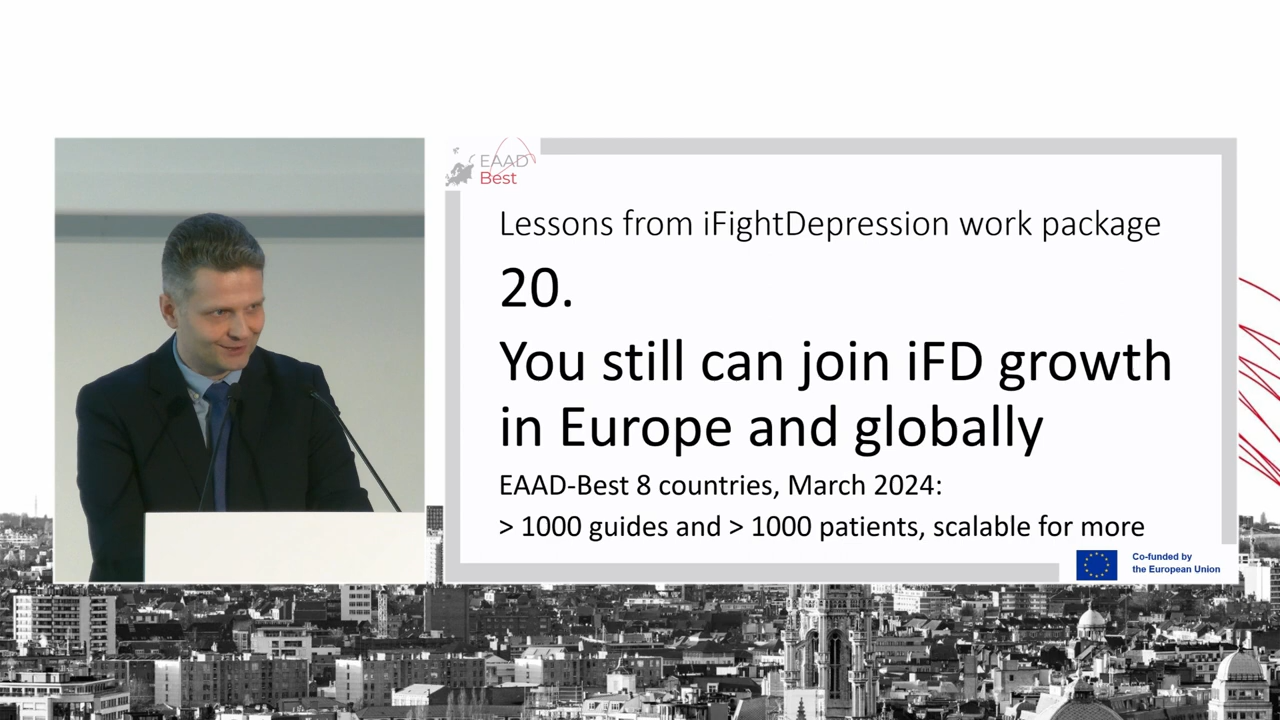 EAAD
Best
Lessons from iFightDepression work package
20.
You still can join iFD growth
in Europe and globally
EAAD-Best 8 countries, March 2024:
> 1000 guides and > 1000 patients, scalable for more
Co-funded by
the European Union